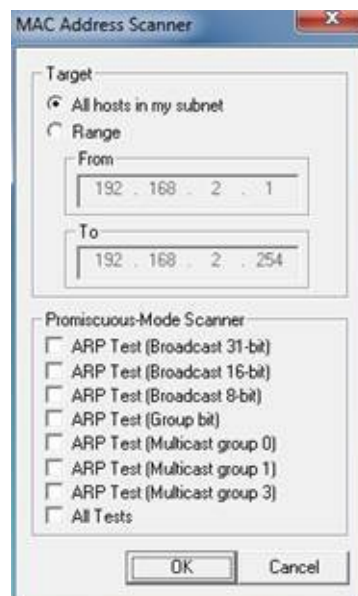 MAC Address Scanner
Target
All hosts in my subnet
Range
From
192 . 168 . 2 . 1
To
192 . 168 . 2 . 254
Promiscuous-Mode Scanner
ARP Test (Broadcast 31-bit)
ARP Test (Broadcast 16-bit)
ARP Test (Broadcast 8-bit)
ARP Test (Group bit)
ARP Test (Multicast group 0)
ARP Test (Multicast group 1)
ARP Test (Multicast group 3)
All Tests
OK Cancel